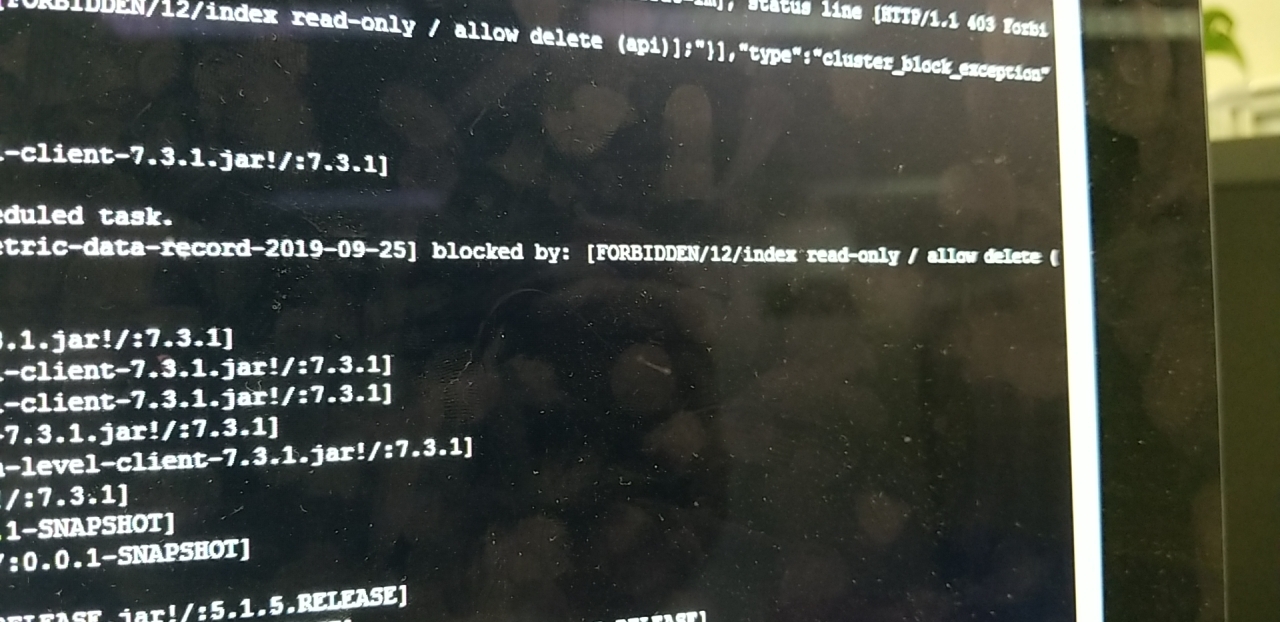 status line [HTTP/1.1 403 Forbi
FORBIDDEN/12/index read-only / allow delete (api)];"}],"type":"cluster_block_exception"
-client-7.3.1.jar!/:7.3.1]
eduled task.
etric-data-record-2019-09-25] blocked by: [FORBIDDEN/12/index read-only / allow delete (
3.1.jar!/:7.3.1]
-client-7.3.1.jar!/:7.3.1]
-client-7.3.1.jar!/:7.3.1]
-7.3.1.jar!/:7.3.1]
h-level-client-7.3.1.jar!/:7.3.1]
!/:7.3.1]
.1-SNAPSHOT]
/:0.0.1-SNAPSHOT]
RELEASE.jar!/:5.1.5.RELEASE]
RELEASE]